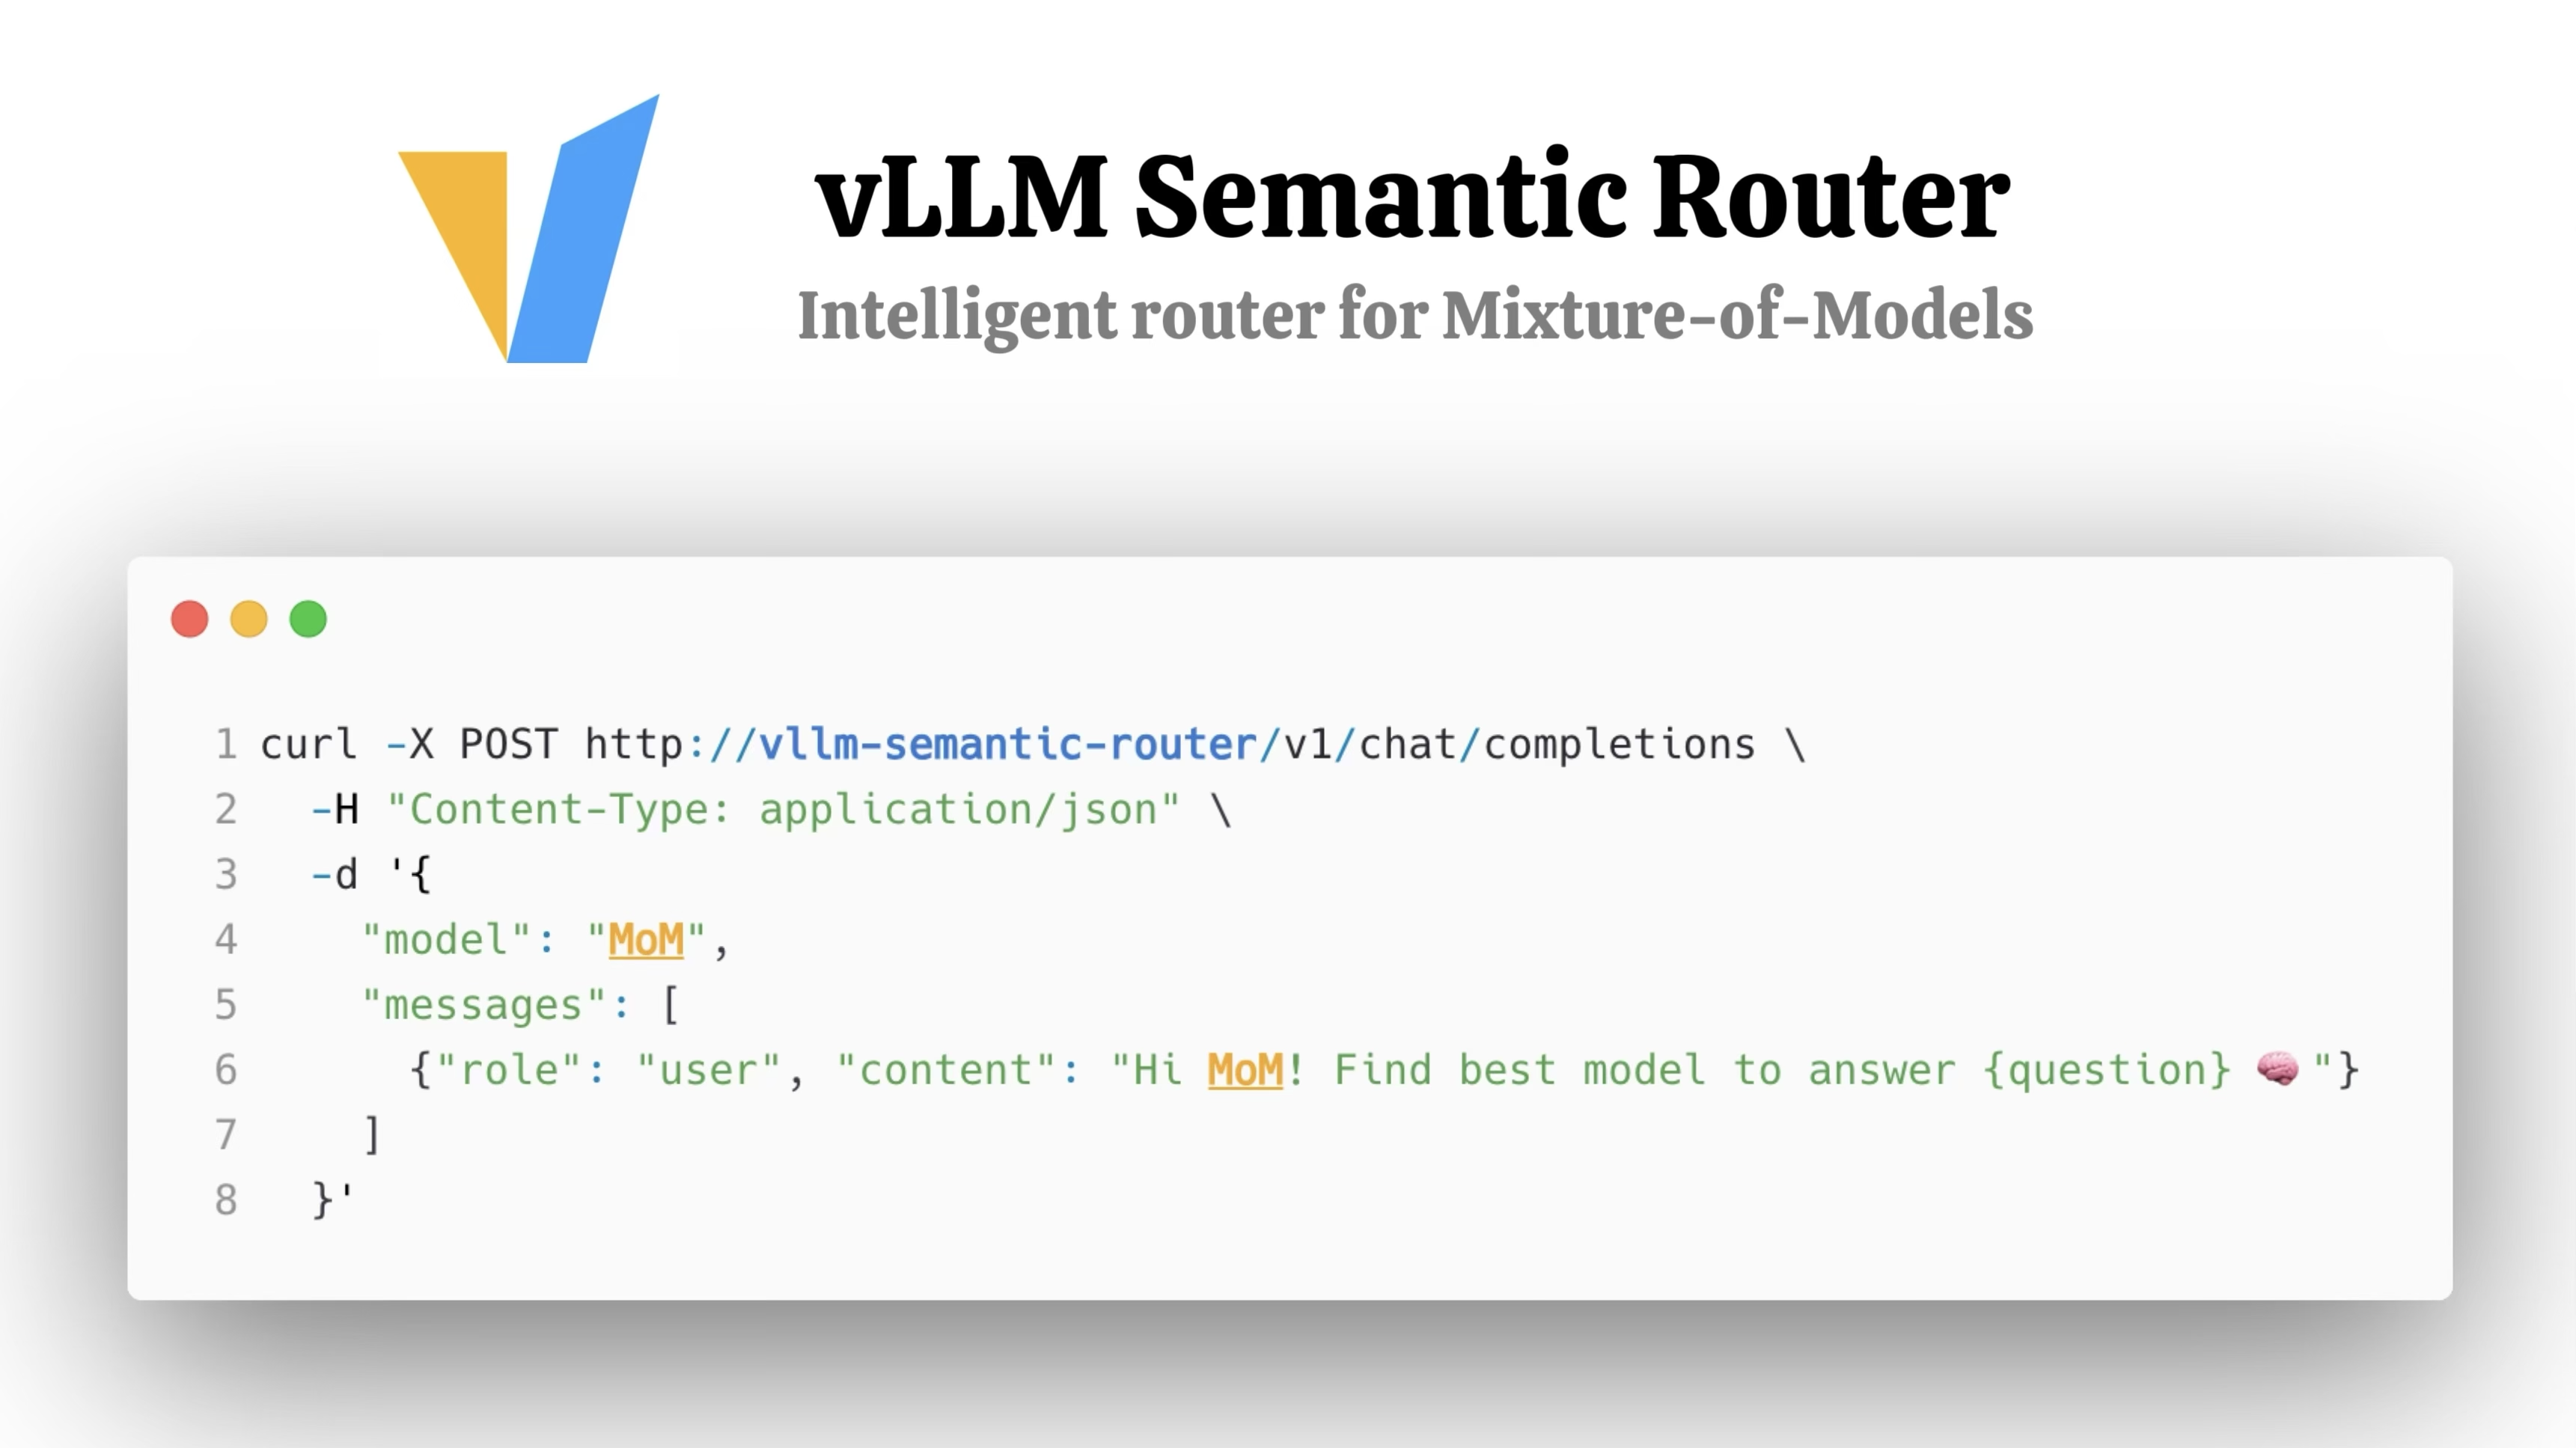 vLLM Semantic Router
Intelligent router for Mixture-of-Models
1 curl -X POST http://vllm-semantic-router/v1/chat/completions \
2   -H "Content-Type: application/json" \
3   -d '{
4     "model": "MoM",
5     "messages": [
6       {"role": "user", "content": "Hi MoM! Find best model to answer {question} 🧠 "}
7     ]
8   }'